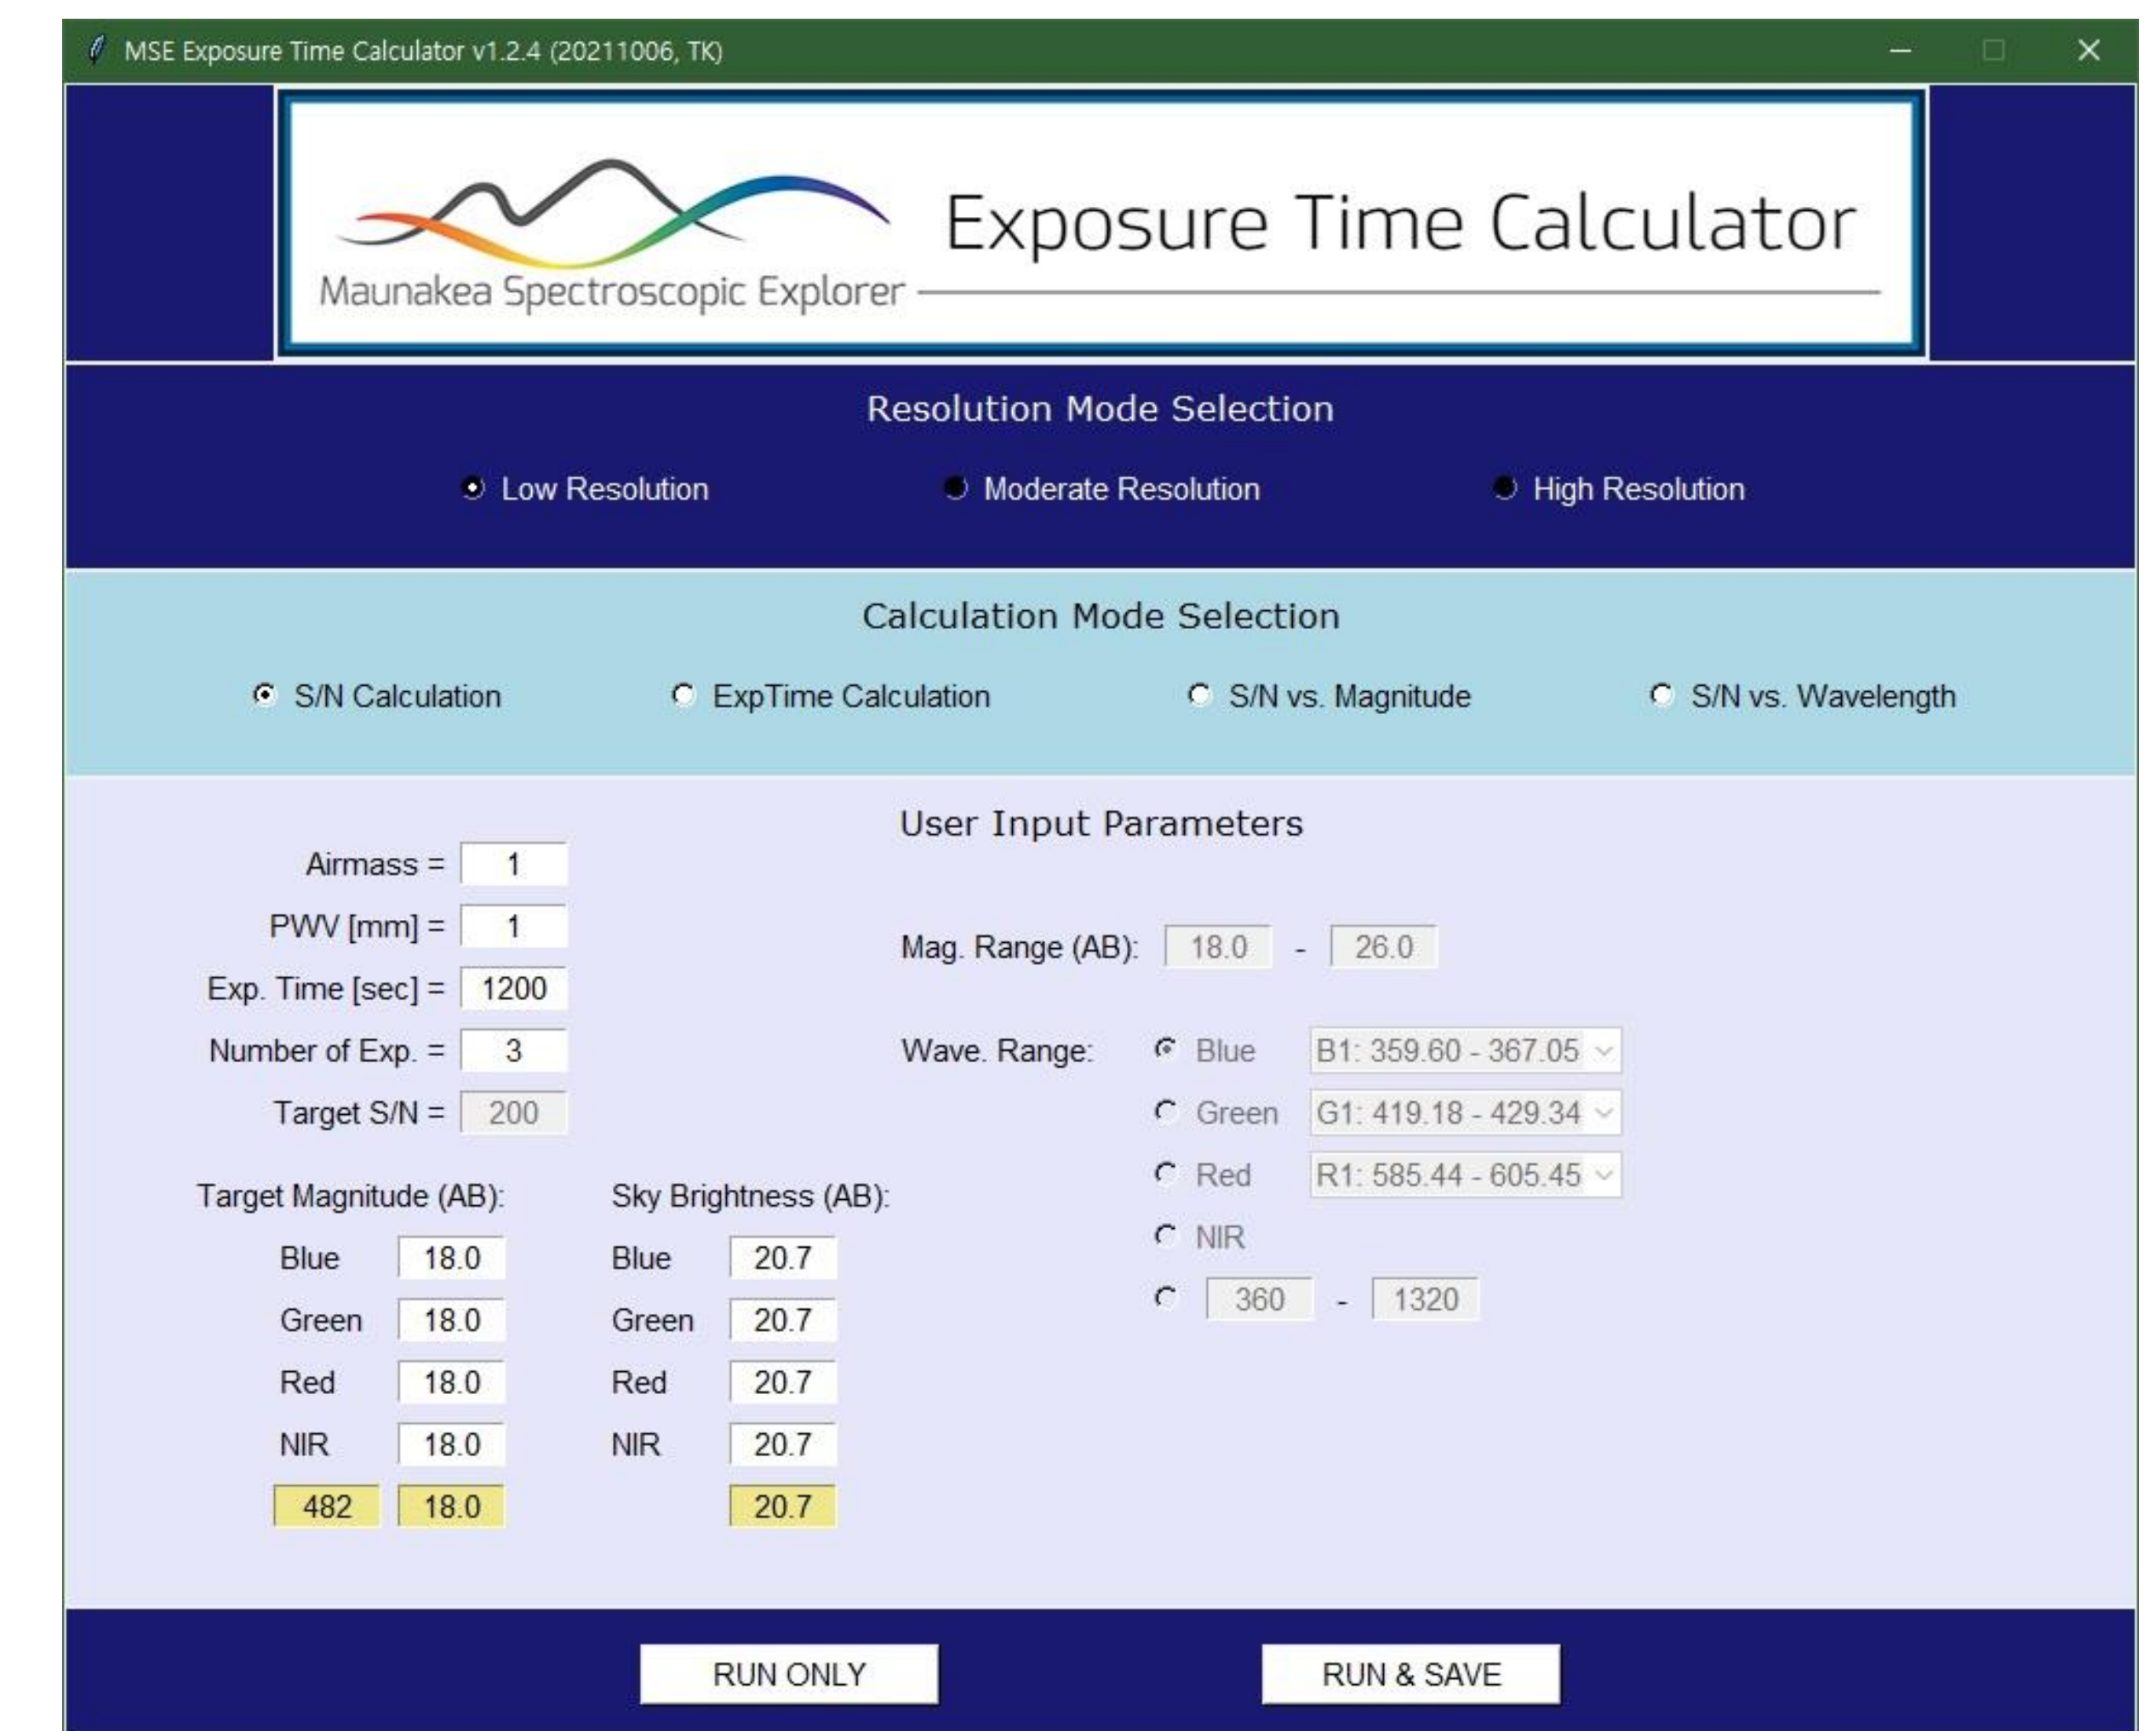 MSE Exposure Time Calculator v1.2.4 (20211006, TK)
Exposure Time Calculator
Maunakea Spectroscopic Explorer
Resolution Mode Selection
Low Resolution Moderate Resolution High Resolution
Calculation Mode Selection
S/N Calculation ExpTime Calculation S/N vs. Magnitude S/N vs. Wavelength
User Input Parameters
Airmass = 1
PWV [mm] = 1
Exp. Time [sec] = 1200
Number of Exp. = 3
Target S/N = 200
Target Magnitude (AB): Sky Brightness (AB):
Blue 18.0 Blue 20.7
Green 18.0 Green 20.7
Red 18.0 Red 20.7
NIR 18.0 NIR 20.7
482 18.0 20.7
Mag. Range (AB): 18.0 - 26.0
Wave. Range: Blue B1: 359.60 - 367.05
Green G1: 419.18 - 429.34
Red R1: 585.44 - 605.45
NIR
360 - 1320
RUN ONLY RUN & SAVE